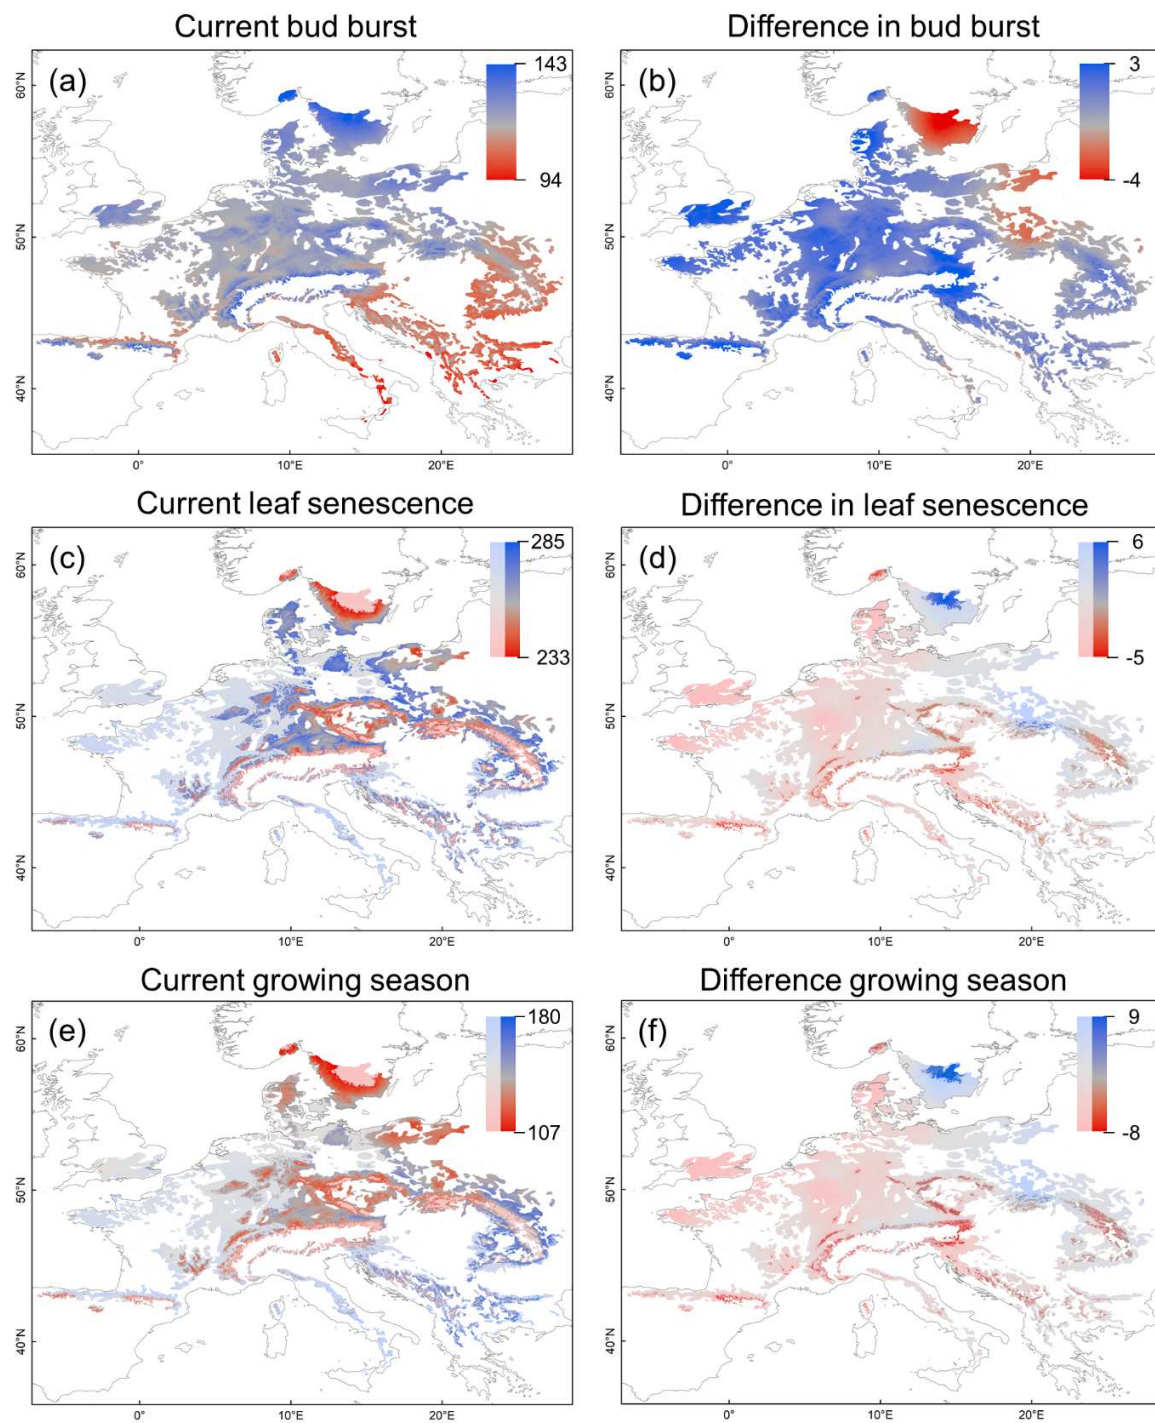 Current bud burst
Difference in bud burst
(a)
143
94
60°N
50°N
40°N
0°
10°E
20°E
(b)
3
-4
60°N
50°N
40°N
0°
10°E
20°E
Current leaf senescence
Difference in leaf senescence
(c)
285
233
60°N
50°N
40°N
0°
10°E
20°E
(d)
6
-5
60°N
50°N
40°N
0°
10°E
20°E
Current growing season
Difference growing season
(e)
180
107
60°N
50°N
40°N
0°
10°E
20°E
(f)
9
-8
60°N
50°N
40°N
0°
10°E
20°E